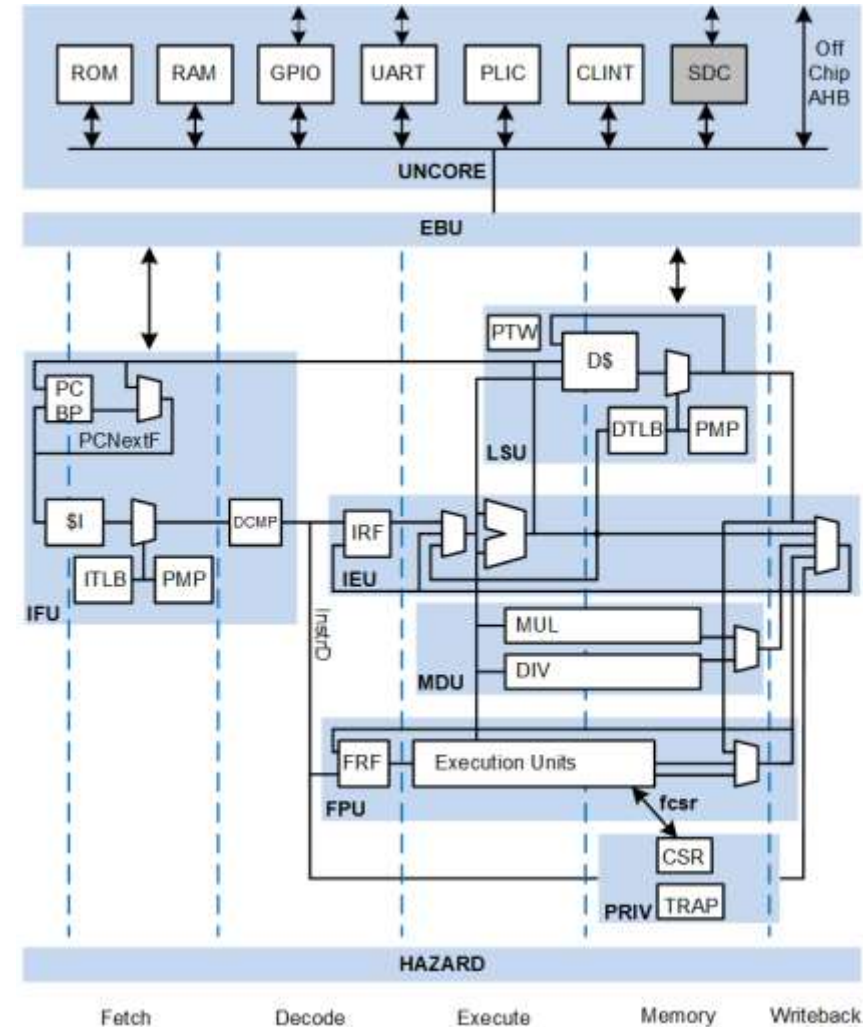 ROM RAM GPIO UART PLIC CLINT SDC Off
Chip
AHB
UNCORE
EBU
PTW D$
PC
BP
PCNextF
DTLB PMP
LSU
$I DCMP IRF
ITLB PMP
IEU
IFU
InstrD
MUL
DIV
MDU
FRF Execution Units
FPU fcsr
CSR
PRIV TRAP
HAZARD
Fetch Decode Execute Memory Writeback